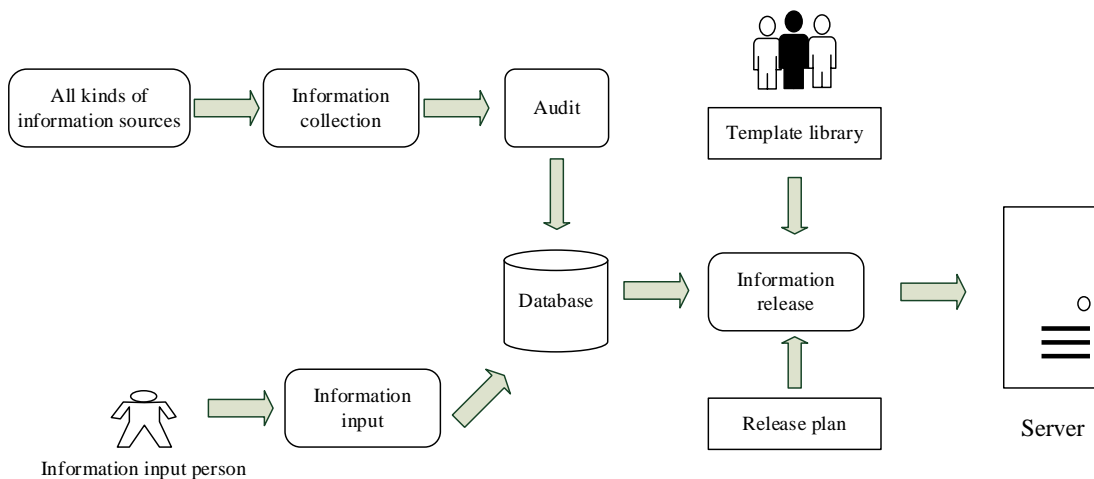 All kinds of
information sources
Information
collection
Audit
Template library
Database
Information
release
Information
input
Release plan
Server
Information input person